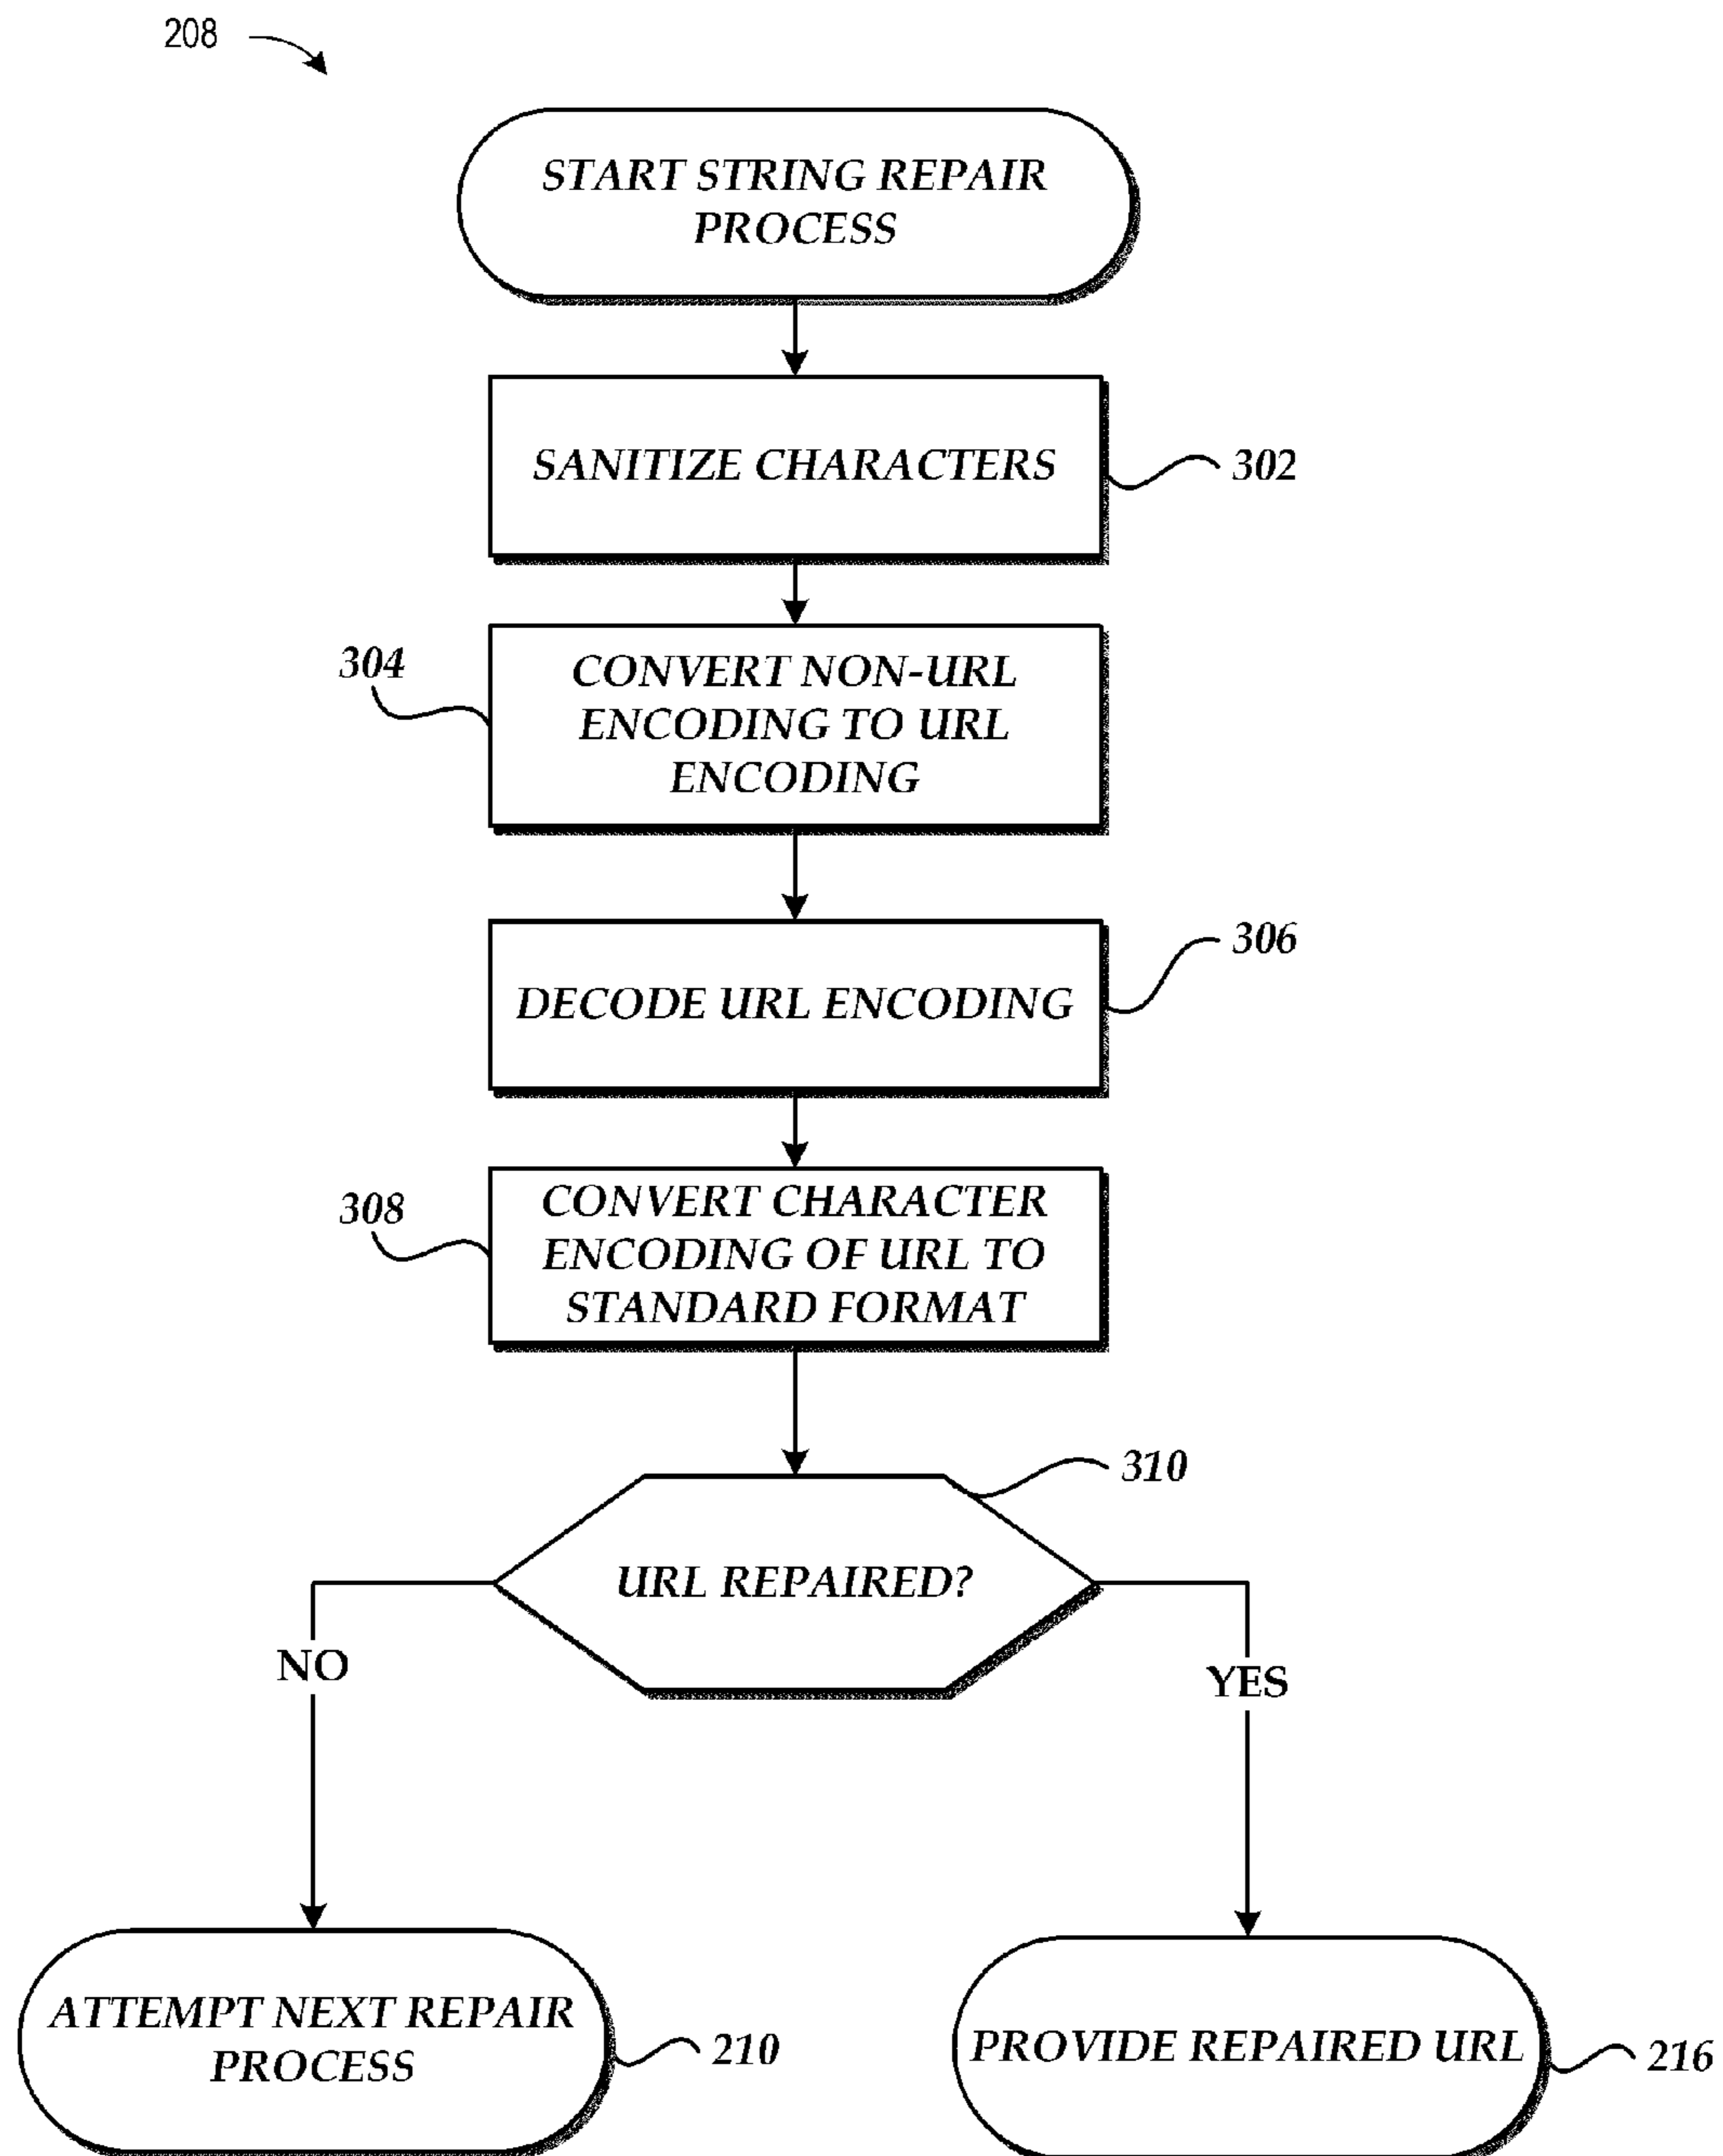 208
START STRING REPAIR
PROCESS
SANITIZE CHARACTERS
302
304
CONVERT NON-URL
ENCODING TO URL
ENCODING
306
DECODE URL ENCODING
308
CONVERT CHARACTER
ENCODING OF URL TO
STANDARD FORMAT
310
URL REPAIRED?
NO
YES
ATTEMPT NEXT REPAIR
PROCESS
210
PROVIDE REPAIRED URL
216